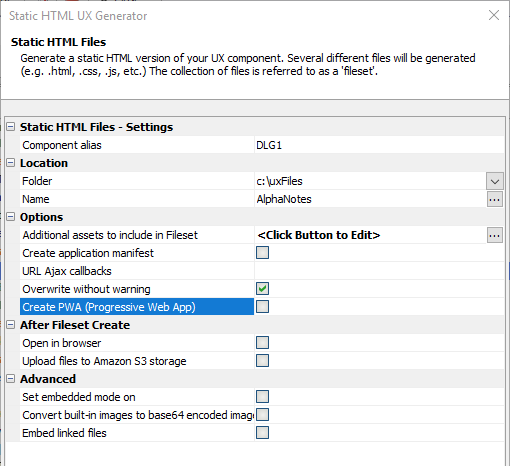 Static HTML UX Generator
Static HTML Files
Generate a static HTML version of your UX component. Several different files will be generated
(e.g. .html, .css, .js, etc.) The collection of files is referred to as a 'fileset'.
Static HTML Files - Settings
Component alias DLG1
Location
Folder c:\uxFiles
Name AlphaNotes
Options
Additional assets to include in Fileset <Click Button to Edit>
Create application manifest
URL Ajax callbacks
Overwrite without warning
Create PWA (Progressive Web App)
After Fileset Create
Open in browser
Upload files to Amazon S3 storage
Advanced
Set embedded mode on
Convert built-in images to base64 encoded imag
Embed linked files